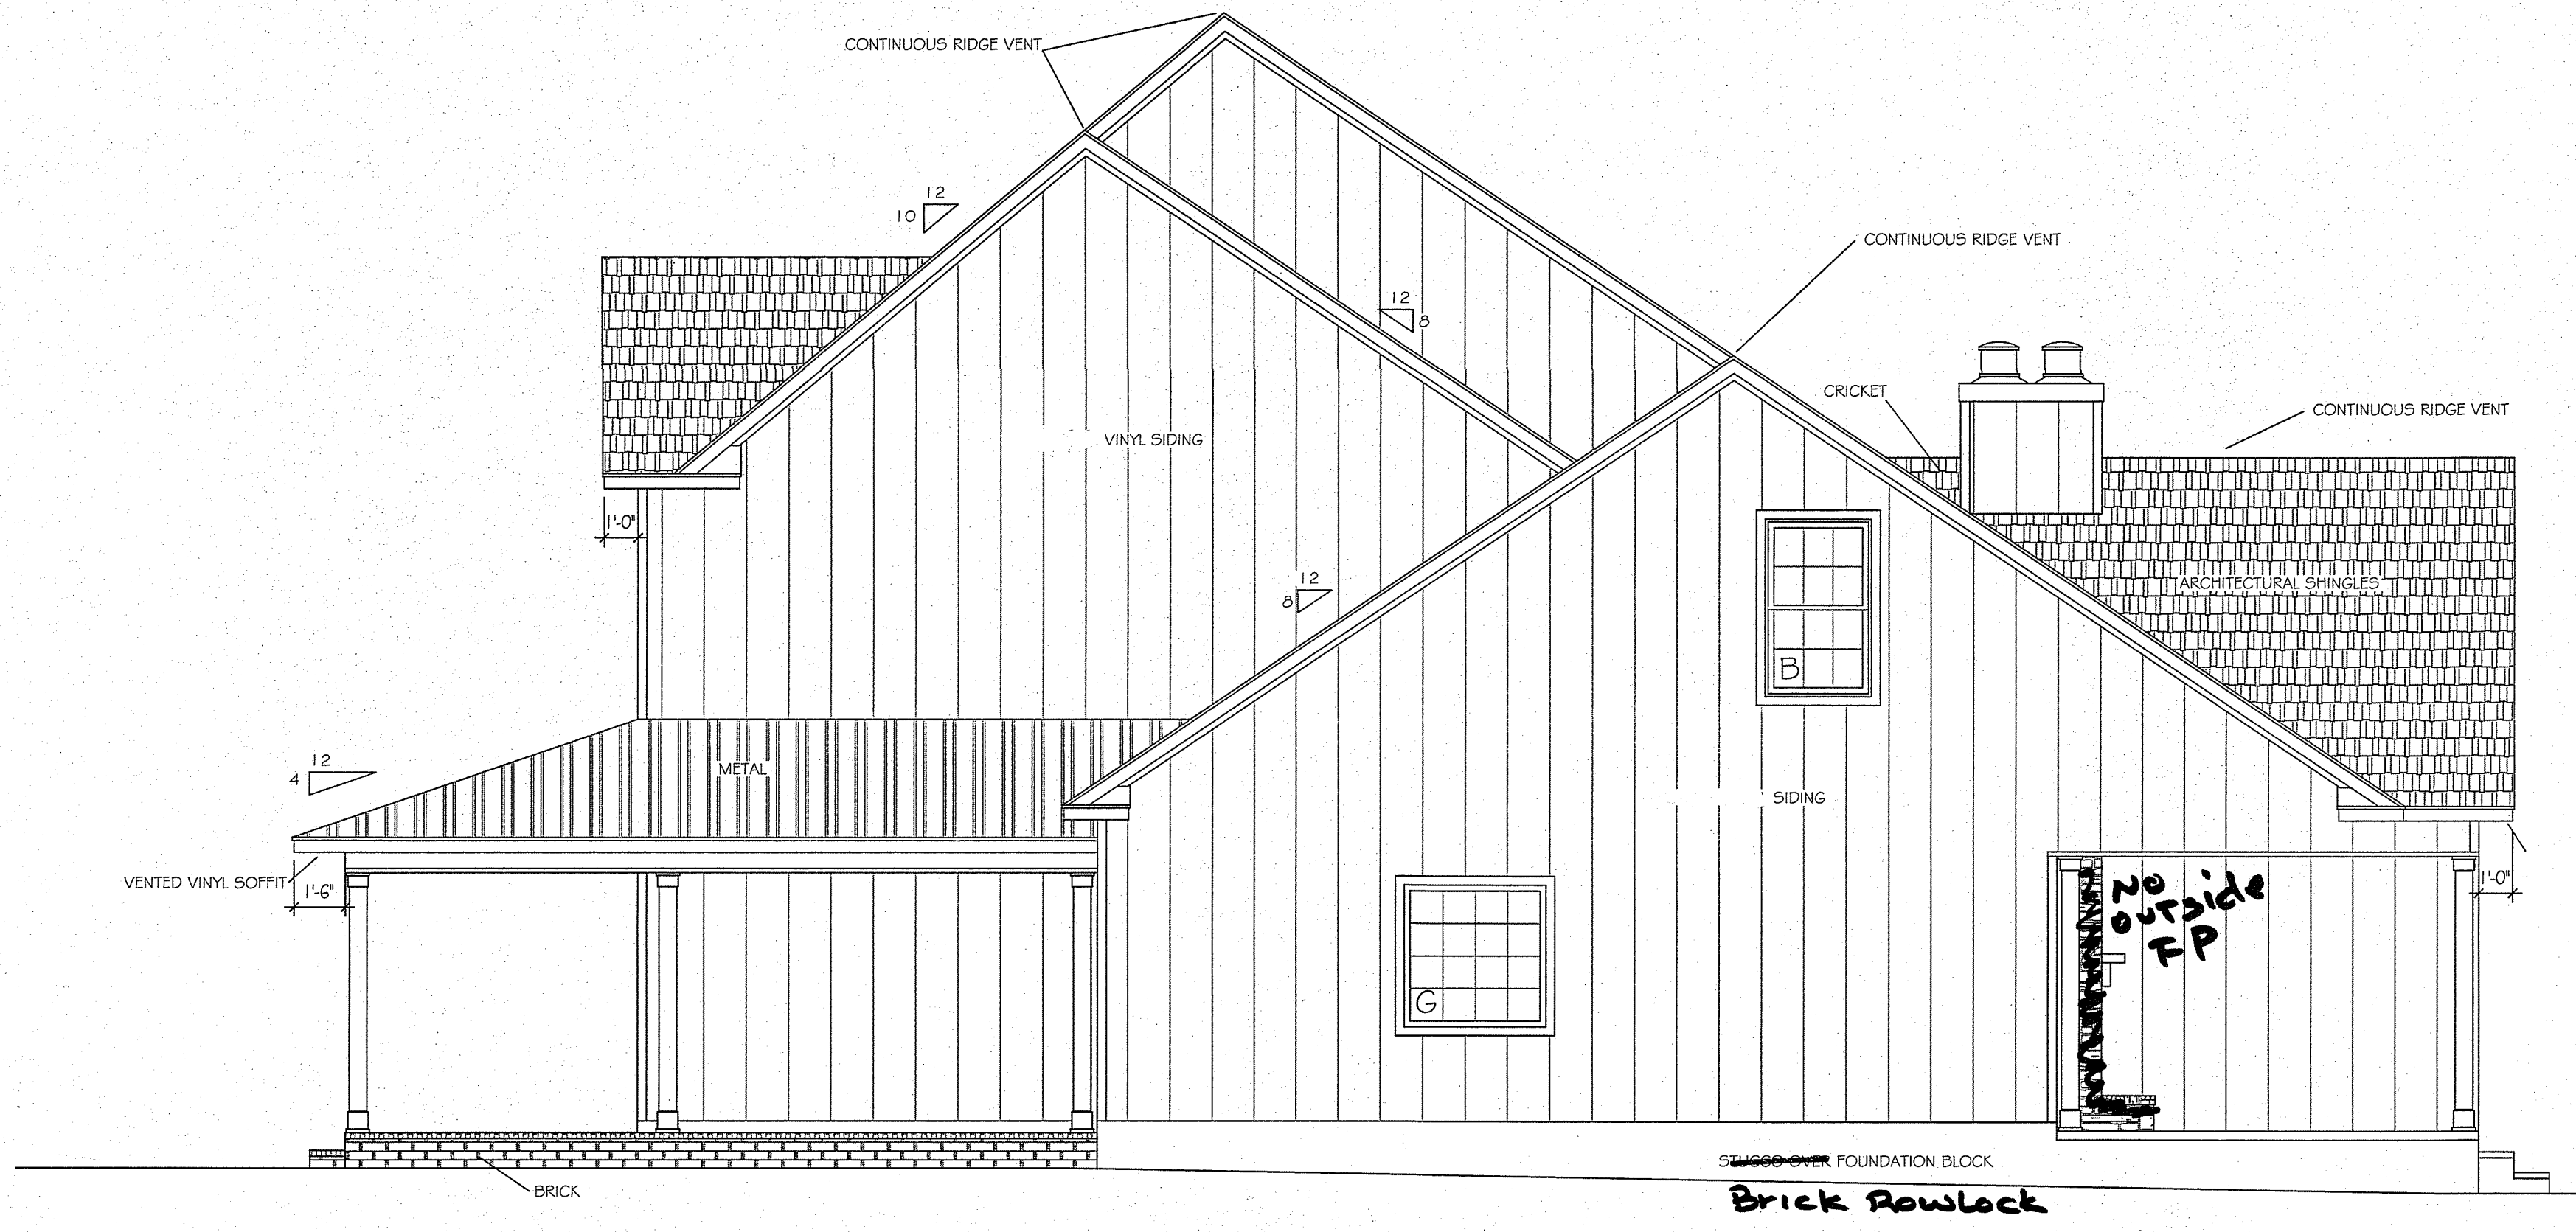 CONTINUOUS RIDGE VENT
12
10
CONTINUOUS RIDGE VENT
12
8
CRICKET
CONTINUOUS RIDGE VENT
VINYL SIDING
1'-0"
12
8
ARCHITECTURAL SHINGLES
B
METAL
12
4
SIDING
VENTED VINYL SOFFIT
1'-6"
1'-0"
NO
OUTSide
FP
G
STUCCO OVER FOUNDATION BLOCK
BRICK
Brick Rowlock